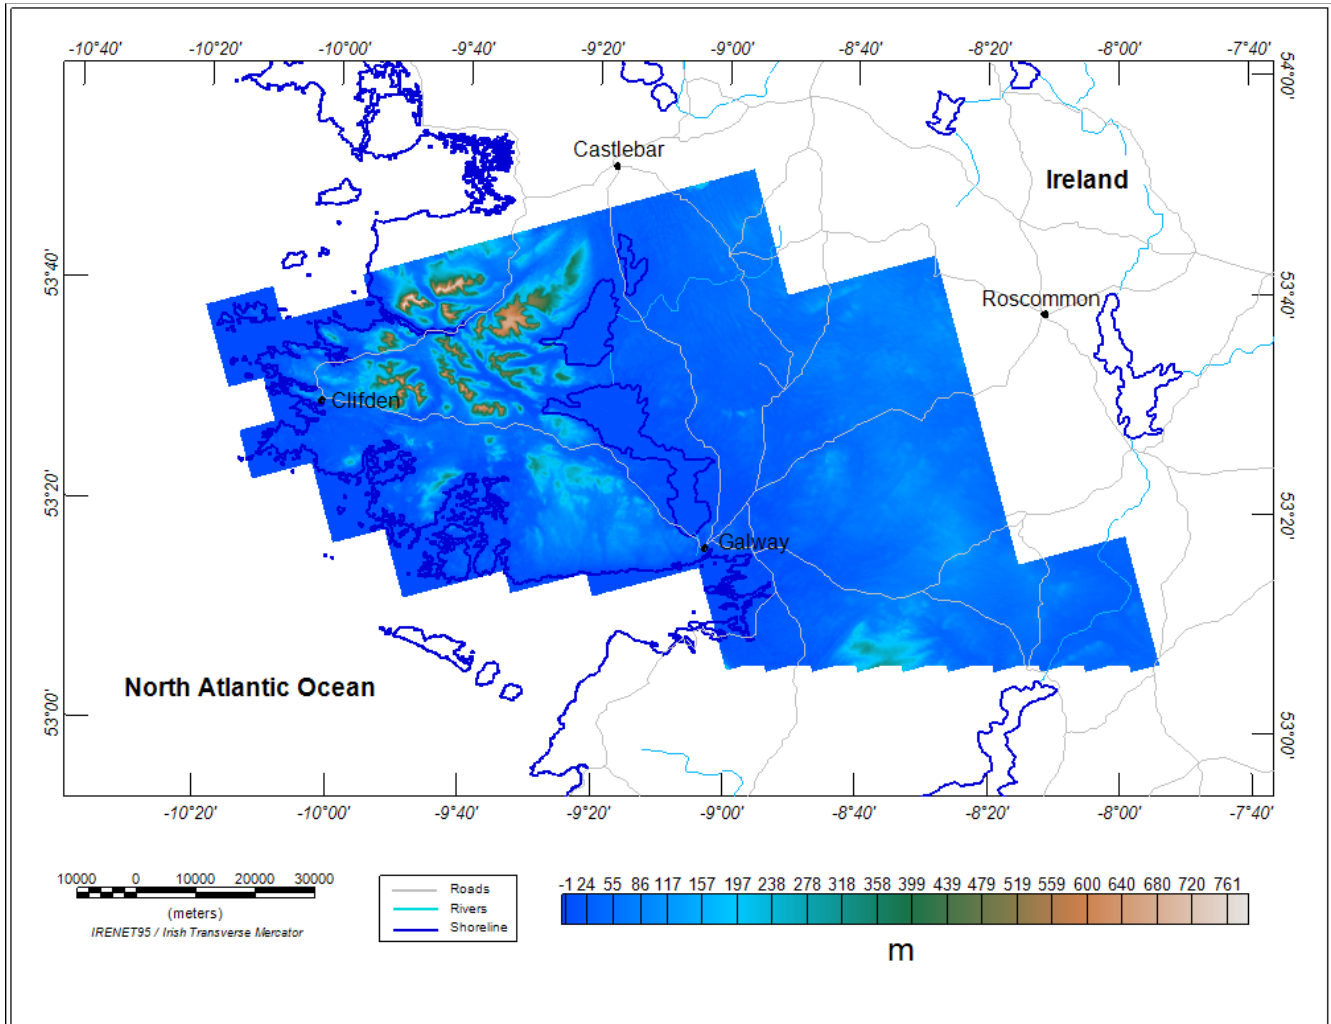 -10°40' -10°20' -10°00' -9°40' -9°20' -9°00' -8°40' -8°20' -8°00' -7°40'
54°00'
Castlebar
Ireland
53°40'
53°40'
Roscommon
Clifden
53°20'
53°20'
Galway
North Atlantic Ocean
53°00'
53°00'
-10°20' -10°00' -9°40' -9°20' -9°00' -8°40' -8°20' -8°00' -7°40'
10000 0 10000 20000 30000
(meters)
IRENET95 / Irish Transverse Mercator
Roads
Rivers
Shoreline
-1 24 55 86 117 157 197 238 278 318 358 399 439 479 519 559 600 640 680 720 761
m